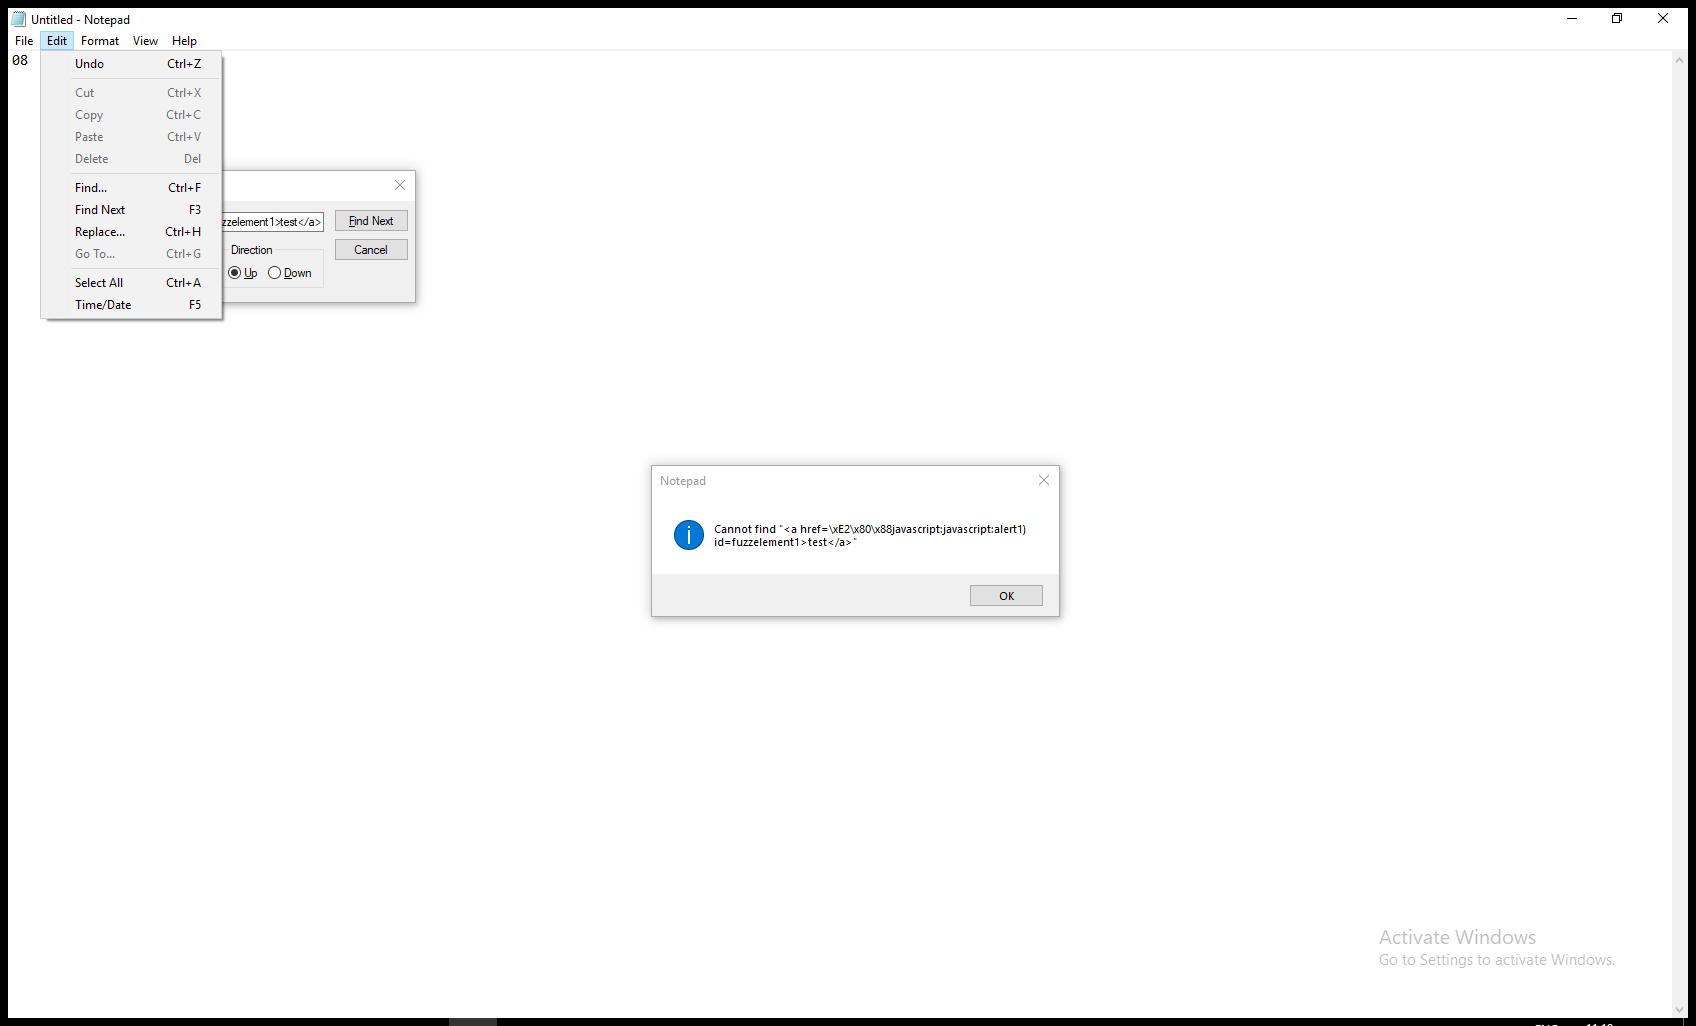 Untitled - Notepad
File Edit Format View Help
08
Undo Ctrl+Z
Cut Ctrl+X
Copy Ctrl+C
Paste Ctrl+V
Delete Del
Find... Ctrl+F
Find Next F3
Replace... Ctrl+H
Go To... Ctrl+G
Select All Ctrl+A
Time/Date F5
zzelement1>test</a> Find Next
Direction Cancel
Up Down
Notepad
Cannot find "<a href=\xE2\x80\x88javascript:javascript:alert1)
id=fuzzelement1>test</a>"
OK
Activate Windows
Go to Settings to activate Windows.